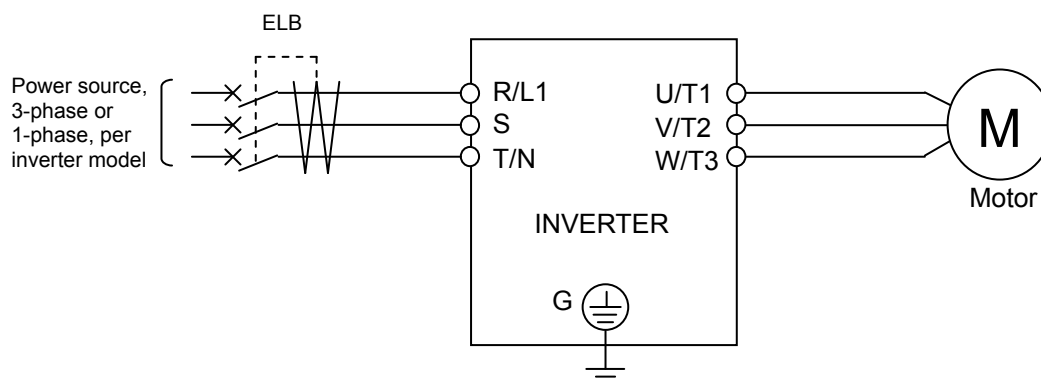 ELB
Power source,
3-phase or
1-phase, per
inverter model
R/L1
S
T/N
U/T1
V/T2
W/T3
M
Motor
INVERTER
G